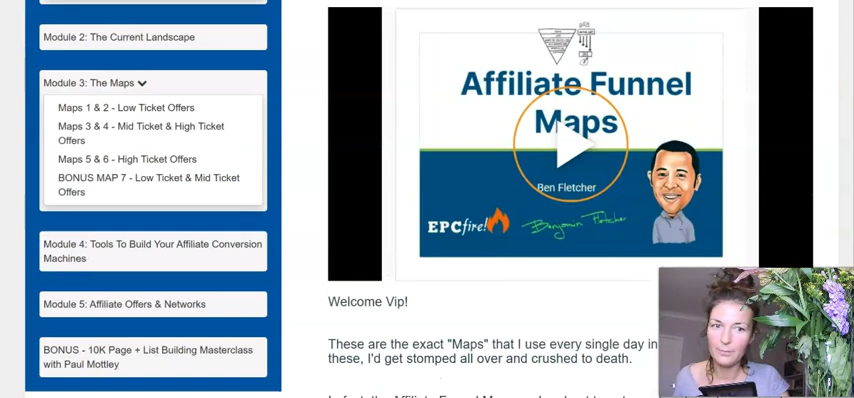 Module 2: The Current Landscape
Module 3: The Maps
Maps 1 & 2 - Low Ticket Offers
Maps 3 & 4 - Mid Ticket & High Ticket
Offers
Maps 5 & 6 - High Ticket Offers
BONUS MAP 7 - Low Ticket & Mid Ticket
Offers
Module 4: Tools To Build Your Affiliate Conversion
Machines
Module 5: Affiliate Offers & Networks
BONUS - 10K Page + List Building Masterclass
with Paul Mottley
Affiliate Funnel
Maps
Ben Fletcher
EPCfire!
Benjamin Fletcher
Welcome Vip!
These are the exact "Maps" that I use every single day in
these, I'd get stomped all over and crushed to death.